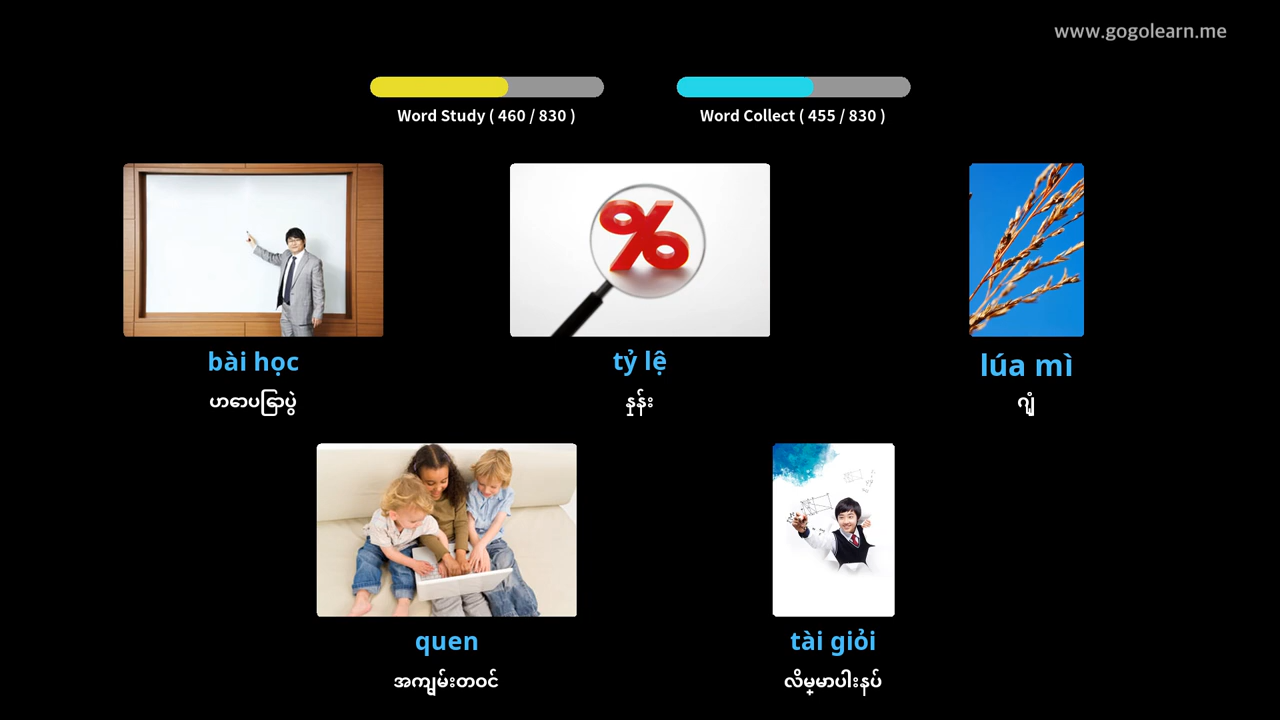 www.gogolearn.me
Word Study ( 460 / 830 )
Word Collect ( 455 / 830 )
bài học
ဟောပြောပွဲ
tỷ lệ
နှုန်း
lúa mì
ဂျုံ
quen
အကျွမ်းတဝင်
tài giỏi
လိမ္မာပါးနပ်